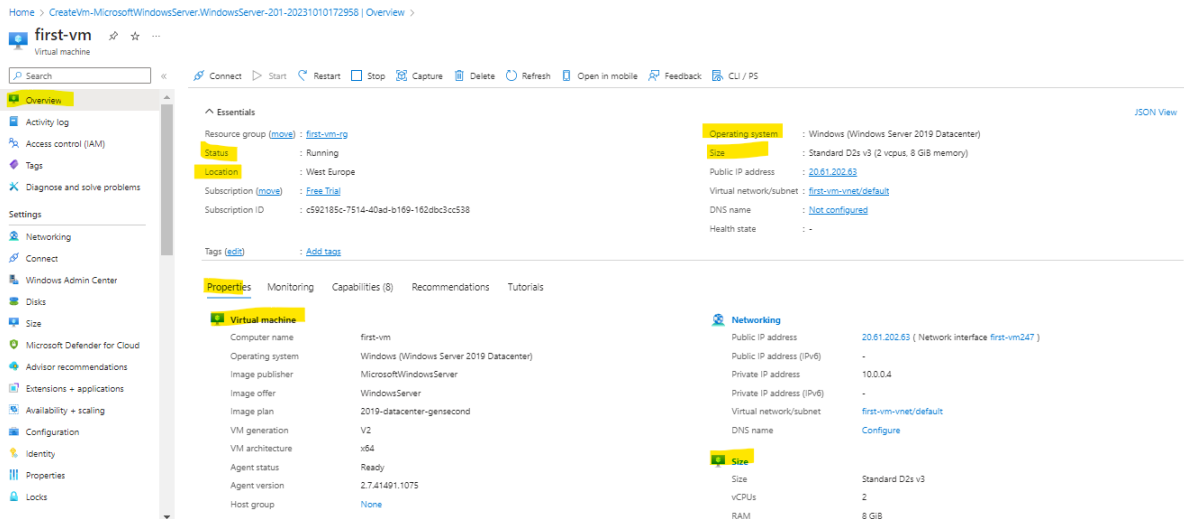 Home > CreateVm-MicrosoftWindowsServer.WindowsServer-201-20231010172958 | Overview >
first-vm
Virtual machine
Search
Connect Start Restart Stop Capture Delete Refresh Open in mobile Feedback CLI / PS
Overview
Activity log
Access control (IAM)
Tags
Diagnose and solve problems
Settings
Networking
Connect
Windows Admin Center
Disks
Size
Microsoft Defender for Cloud
Advisor recommendations
Extensions + applications
Availability + scaling
Configuration
Identity
Properties
Locks
Essentials
JSON View
Resource group (move) : first-vm-rg
Status : Running
Location : West Europe
Subscription (move) : Free Trial
Subscription ID : c592185c-7514-40ad-b169-162dbc3cc538
Operating system : Windows (Windows Server 2019 Datacenter)
Size : Standard D2s v3 (2 vcpus, 8 GiB memory)
Public IP address : 20.61.202.63
Virtual network/subnet : first-vm-vnet/default
DNS name : Not configured
Health state : -
Tags (edit) : Add tags
Properties Monitoring Capabilities (8) Recommendations Tutorials
Virtual machine
Computer name first-vm
Operating system Windows (Windows Server 2019 Datacenter)
Image publisher MicrosoftWindowsServer
Image offer WindowsServer
Image plan 2019-datacenter-gensecond
VM generation V2
VM architecture x64
Agent status Ready
Agent version 2.7.41491.1075
Host group None
Networking
Public IP address 20.61.202.63 ( Network interface first-vm247 )
Public IP address (IPv6) -
Private IP address 10.0.0.4
Private IP address (IPv6) -
Virtual network/subnet first-vm-vnet/default
DNS name Configure
Size
Size Standard D2s v3
vCPUs 2
RAM 8 GiB